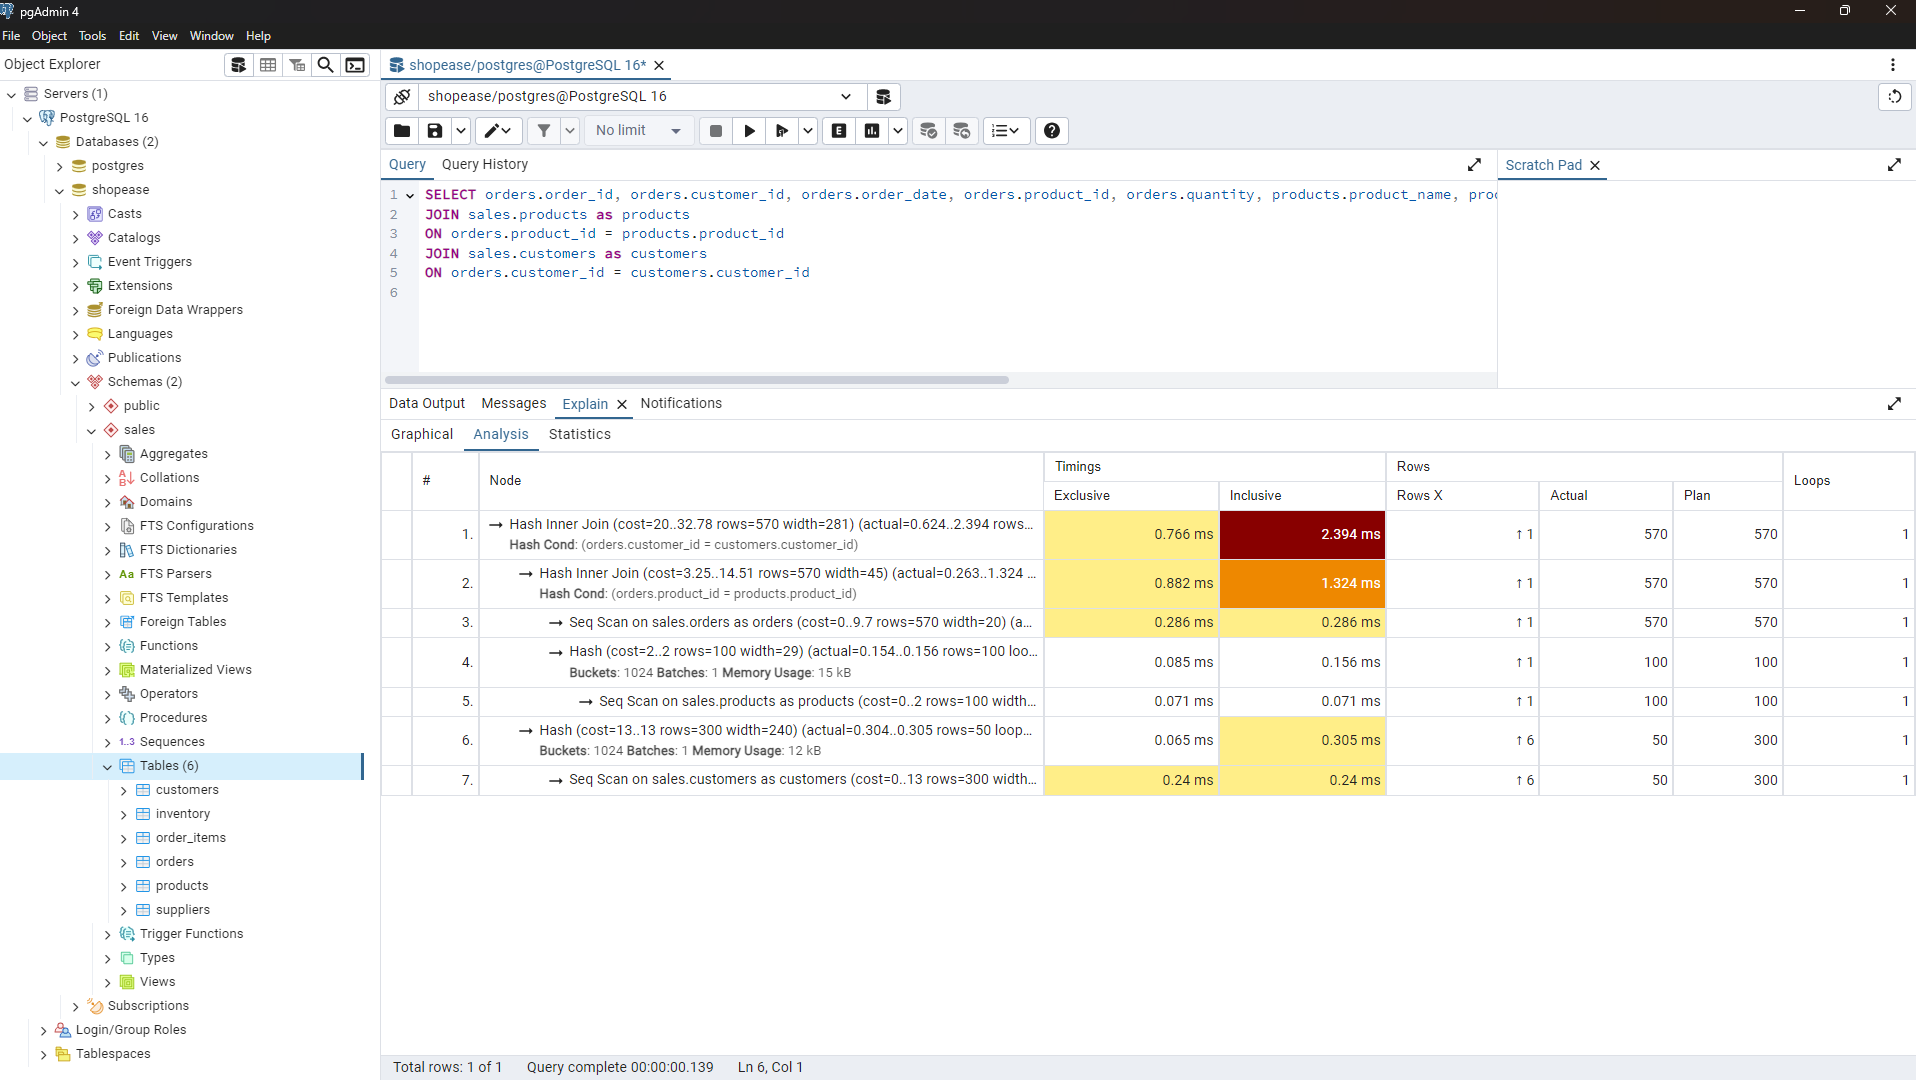 pgAdmin 4
File Object Tools Edit View Window Help
Object Explorer
shopease/postgres@PostgreSQL 16*
Servers (1)
PostgreSQL 16
Databases (2)
postgres
shopease
Casts
Catalogs
Event Triggers
Extensions
Foreign Data Wrappers
Languages
Publications
Schemas (2)
public
sales
Aggregates
Collations
Domains
FTS Configurations
FTS Dictionaries
FTS Parsers
FTS Templates
Foreign Tables
Functions
Materialized Views
Operators
Procedures
1..3 Sequences
Tables (6)
customers
inventory
order_items
orders
products
suppliers
Trigger Functions
Types
Views
Subscriptions
Login/Group Roles
Tablespaces
shopease/postgres@PostgreSQL 16
No limit
E
Query Query History
Scratch Pad
1 SELECT orders.order_id, orders.customer_id, orders.order_date, orders.product_id, orders.quantity, products.product_name, proc
2 JOIN sales.products as products
3 ON orders.product_id = products.product_id
4 JOIN sales.customers as customers
5 ON orders.customer_id = customers.customer_id
6
Data Output Messages Explain Notifications
Graphical Analysis Statistics
# Node Timings Rows Loops
Exclusive Inclusive Rows X Actual Plan
1. → Hash Inner Join (cost=20..32.78 rows=570 width=281) (actual=0.624..2.394 rows... 0.766 ms 2.394 ms ↑ 1 570 570 1
Hash Cond: (orders.customer_id = customers.customer_id)
2. → Hash Inner Join (cost=3.25..14.51 rows=570 width=45) (actual=0.263..1.324 ... 0.882 ms 1.324 ms ↑ 1 570 570 1
Hash Cond: (orders.product_id = products.product_id)
3. → Seq Scan on sales.orders as orders (cost=0..9.7 rows=570 width=20) (a... 0.286 ms 0.286 ms ↑ 1 570 570 1
4. → Hash (cost=2..2 rows=100 width=29) (actual=0.154..0.156 rows=100 loo... 0.085 ms 0.156 ms ↑ 1 100 100 1
Buckets: 1024 Batches: 1 Memory Usage: 15 kB
5. → Seq Scan on sales.products as products (cost=0..2 rows=100 width... 0.071 ms 0.071 ms ↑ 1 100 100 1
6. → Hash (cost=13..13 rows=300 width=240) (actual=0.304..0.305 rows=50 loop... 0.065 ms 0.305 ms ↑ 6 50 300 1
Buckets: 1024 Batches: 1 Memory Usage: 12 kB
7. → Seq Scan on sales.customers as customers (cost=0..13 rows=300 width... 0.24 ms 0.24 ms ↑ 6 50 300 1
Total rows: 1 of 1 Query complete 00:00:00.139 Ln 6, Col 1